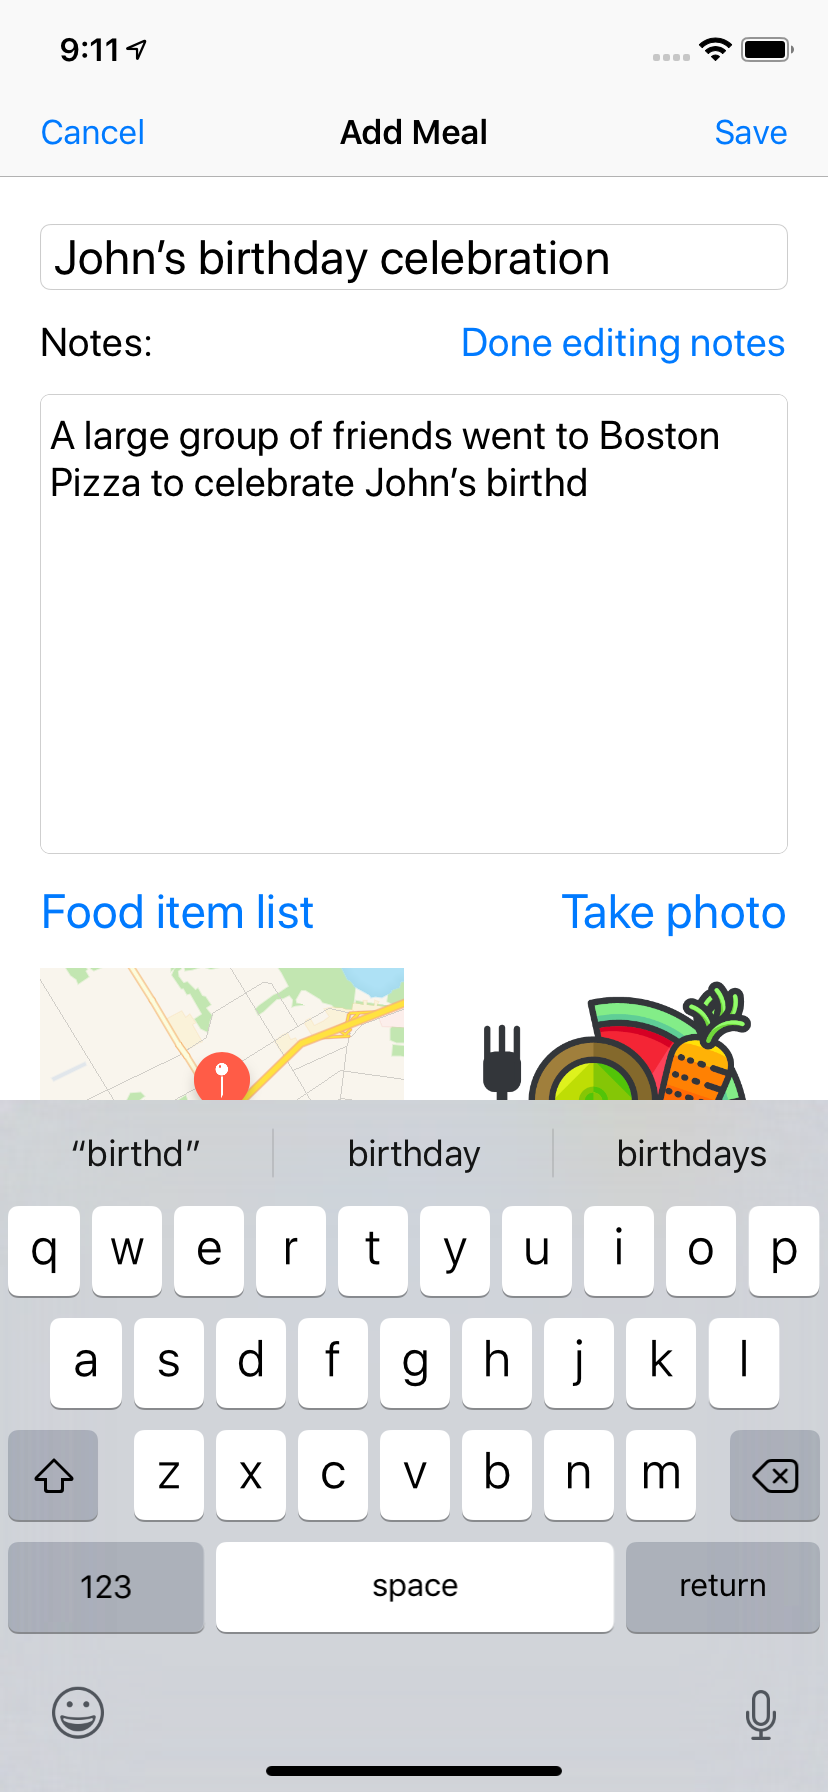 9:11
Cancel Add Meal Save
John’s birthday celebration
Notes: Done editing notes
A large group of friends went to Boston
Pizza to celebrate John’s birthd
Food item list Take photo
“birthd” birthday birthdays
q w e r t y u i o p
a s d f g h j k l
z x c v b n m
123 space return